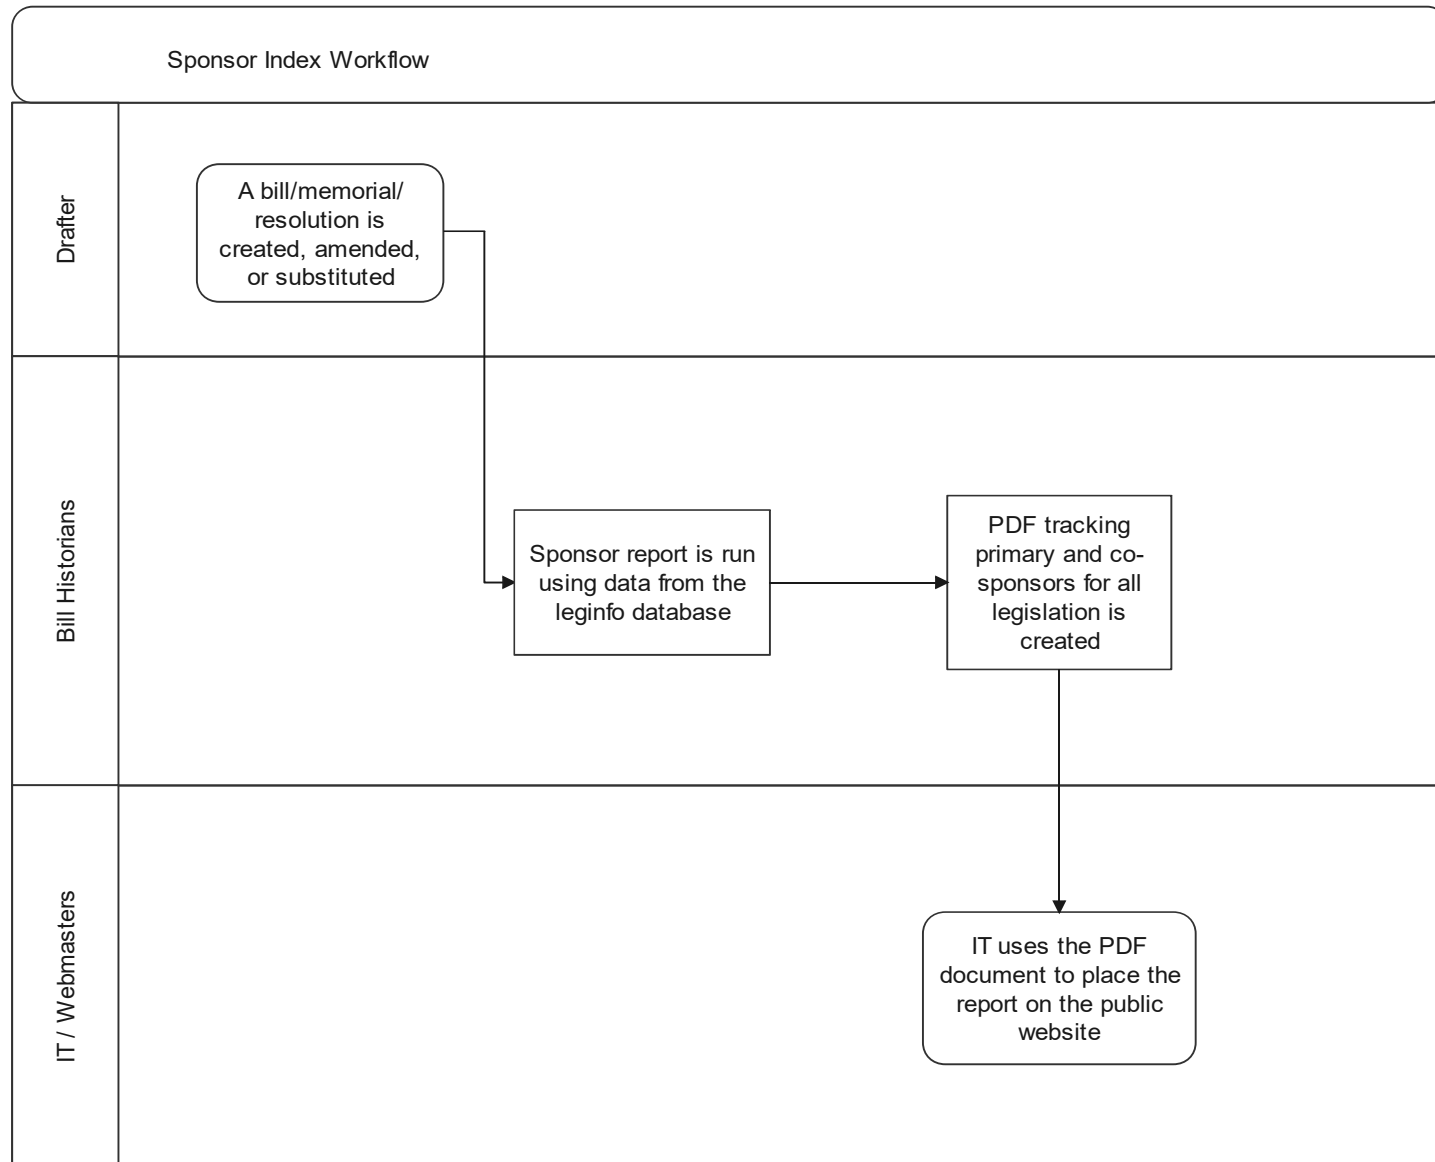 Sponsor Index Workflow
Drafter
A bill/memorial/
resolution is
created, amended,
or substituted
Bill Historians
Sponsor report is run
using data from the
leginfo database
PDF tracking
primary and co-
sponsors for all
legislation is
created
IT / Webmasters
IT uses the PDF
document to place the
report on the public
website